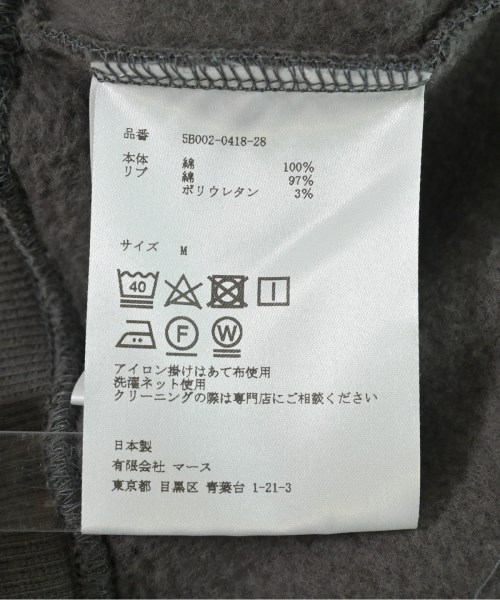 品番 5B002-0418-28
本体 綿 100%
リブ 綿 97%
ポリウレタン 3%
サイズ M
40
F W
アイロン掛けはあて布使用
洗濯ネット使用
クリーニングの際は専門店にご相談ください
日本製
有限会社 マース
東京都 目黒区 青葉台 1-21-3